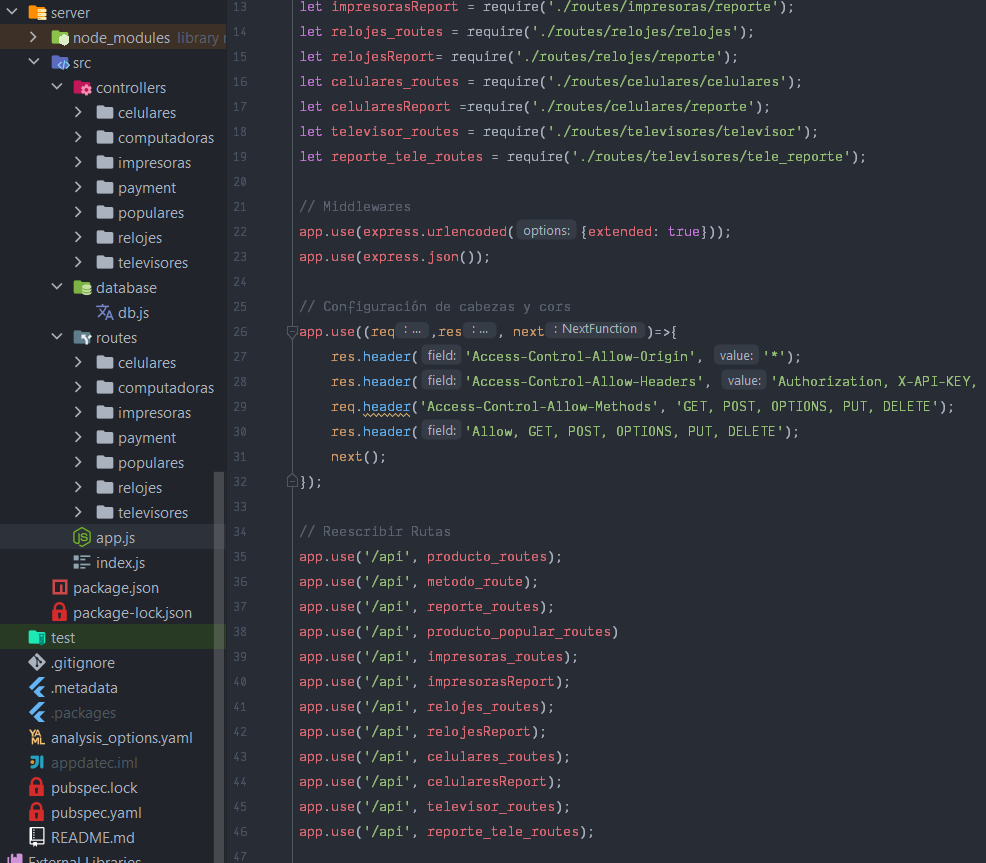 server
node_modules library r
src
controllers
celulares
computadoras
impresoras
payment
populares
relojes
televisores
database
db.js
routes
celulares
computadoras
impresoras
payment
populares
relojes
televisores
app.js
index.js
package.json
package-lock.json
test
.gitignore
.metadata
.packages
analysis_options.yaml
appdatec.iml
pubspec.lock
pubspec.yaml
README.md
External Libraries
13 let impresorasReport = require('./routes/impresoras/reporte');
14 let relojes_routes = require('./routes/relojes/relojes');
15 let relojesReport= require('./routes/relojes/reporte');
16 let celulares_routes = require('./routes/celulares/celulares');
17 let celularesReport =require('./routes/celulares/reporte');
18 let televisor_routes = require('./routes/televisores/televisor');
19 let reporte_tele_routes = require('./routes/televisores/tele_reporte');
20
21 // Middlewares
22 app.use(express.urlencoded( options: {extended: true}));
23 app.use(express.json());
24
25 // Configuración de cabezas y cors
26 app.use((req : ... ,res : ... , next : NextFunction )=>{
27 res.header( field: 'Access-Control-Allow-Origin', value: '*');
28 res.header( field: 'Access-Control-Allow-Headers', value: 'Authorization, X-API-KEY,
29 req.header('Access-Control-Allow-Methods', 'GET, POST, OPTIONS, PUT, DELETE');
30 res.header( field: 'Allow, GET, POST, OPTIONS, PUT, DELETE');
31 next();
32 });
33
34 // Reescribir Rutas
35 app.use('/api', producto_routes);
36 app.use('/api', metodo_route);
37 app.use('/api', reporte_routes);
38 app.use('/api', producto_popular_routes)
39 app.use('/api', impresoras_routes);
40 app.use('/api', impresorasReport);
41 app.use('/api', relojes_routes);
42 app.use('/api', relojesReport);
43 app.use('/api', celulares_routes);
44 app.use('/api', celularesReport);
45 app.use('/api', televisor_routes);
46 app.use('/api', reporte_tele_routes);
47